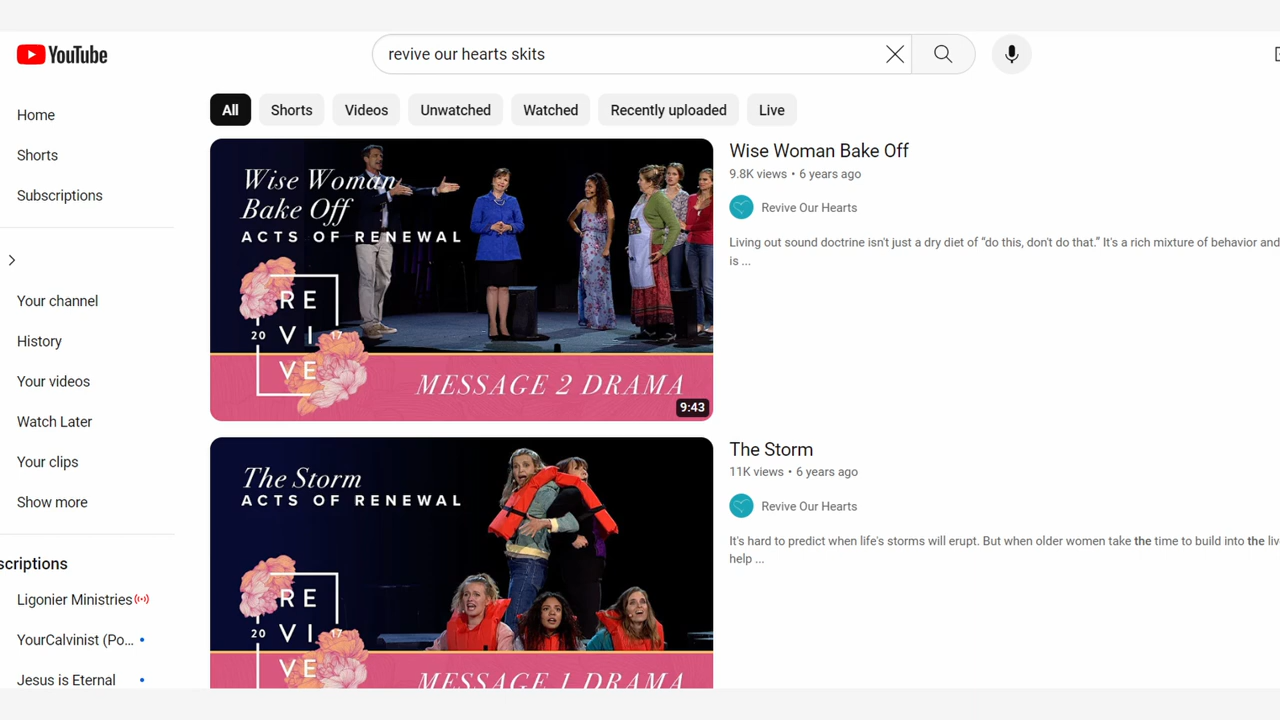 YouTube
revive our hearts skits
Home
Shorts
Subscriptions
Your channel
History
Your videos
Watch Later
Your clips
Show more
scriptions
Ligonier Ministries
YourCalvinist (Po...
Jesus is Eternal
All Shorts Videos Unwatched Watched Recently uploaded Live
Wise Woman
Bake Off
ACTS OF RENEWAL
RE
20 VI 17
VE
MESSAGE 2 DRAMA
9:43
Wise Woman Bake Off
9.8K views • 6 years ago
Revive Our Hearts
Living out sound doctrine isn't just a dry diet of “do this, don't do that.” It's a rich mixture of behavior and
is ...
The Storm
ACTS OF RENEWAL
RE
20 VI 17
VE
MESSAGE 1 DRAMA
The Storm
11K views • 6 years ago
Revive Our Hearts
It's hard to predict when life's storms will erupt. But when older women take the time to build into the liv
help ...